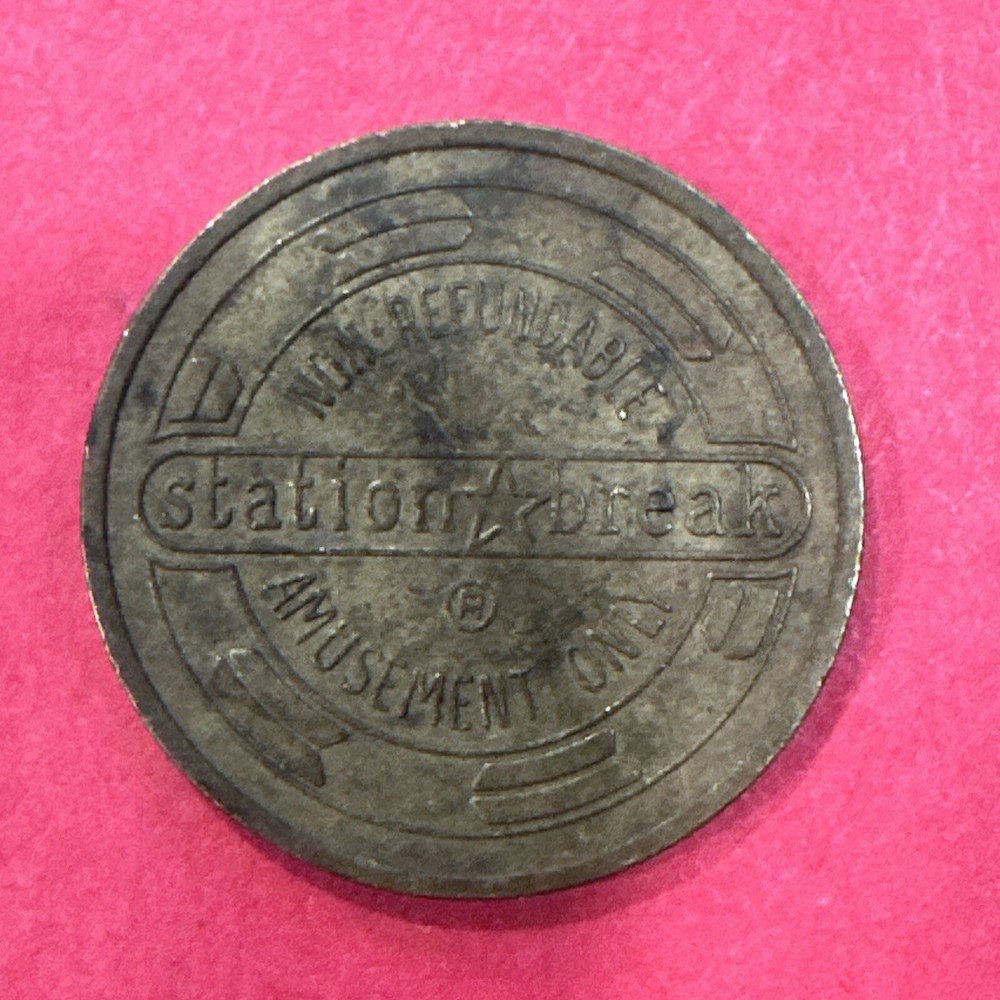 NON-REFUNDABLE
station☆break
®
AMUSEMENT ONLY